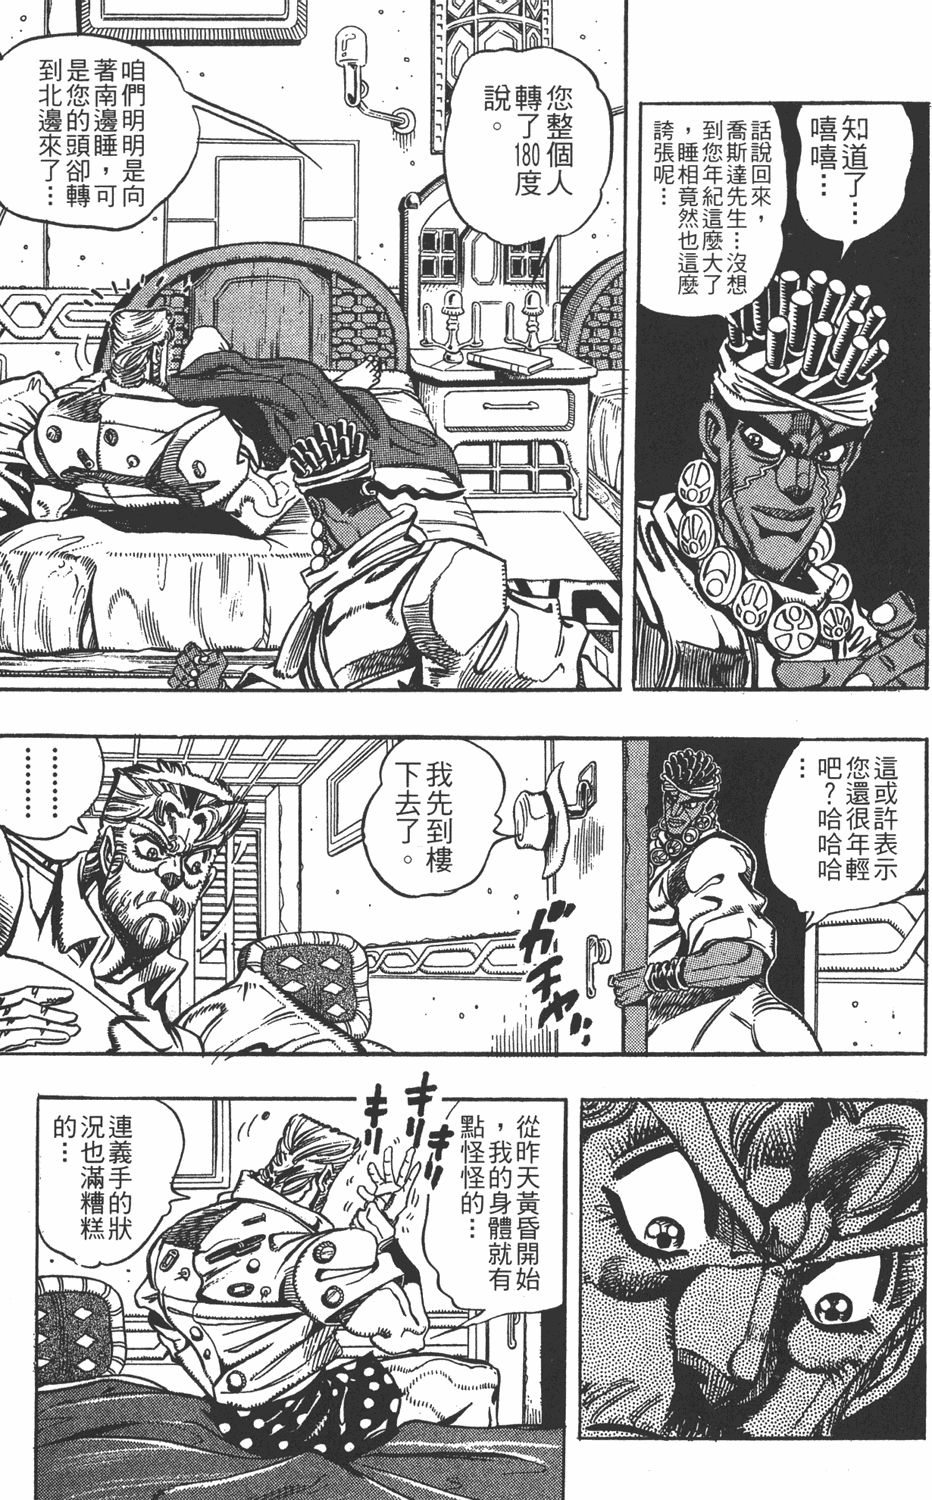 知道了…
嘻嘻…
話說回來，
喬斯達先生…沒想
到您年紀這麼大了
，睡相竟然也這麼
誇張呢…
您整個人
轉了180度
說。
咱們明明是向
著南邊睡，可
是您的頭卻轉
到北邊來了…
這或許表示
您還很年輕
吧？哈哈哈
…
我先到樓
下去了。
ガチャ
………
………
從昨天黃昏開始
，我的身體就有
點怪怪的…
キリ
キリ
連義手的狀
況也滿糟糕
的…